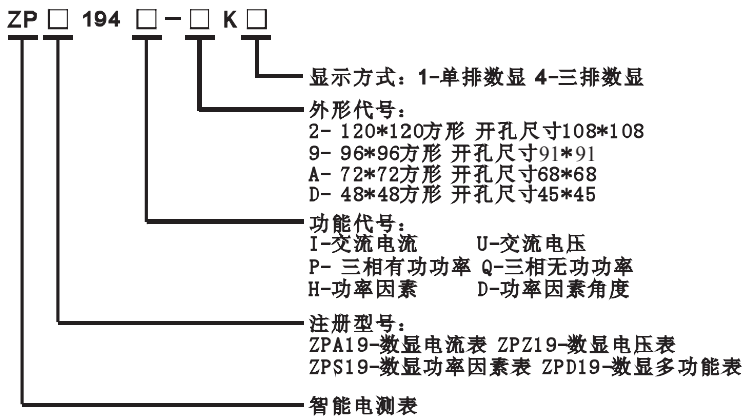 ZP□ 194 □-□ K□
显示方式：1-单排数显 4-三排数显
外形代号：
2- 120*120方形 开孔尺寸108*108
9- 96*96方形 开孔尺寸91*91
A- 72*72方形 开孔尺寸68*68
D- 48*48方形 开孔尺寸45*45
功能代号：
I-交流电流 U-交流电压
P- 三相有功功率 Q-三相无功功率
H-功率因素 D-功率因素角度
注册型号：
ZPA19-数显电流表 ZPZ19-数显电压表
ZPS19-数显功率因素表 ZPD19-数显多功能表
智能电测表